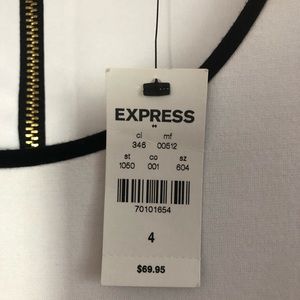 EXPRESS
cl mf
346 00512
st co sz
1050 001 604
70101654
4
$69.95